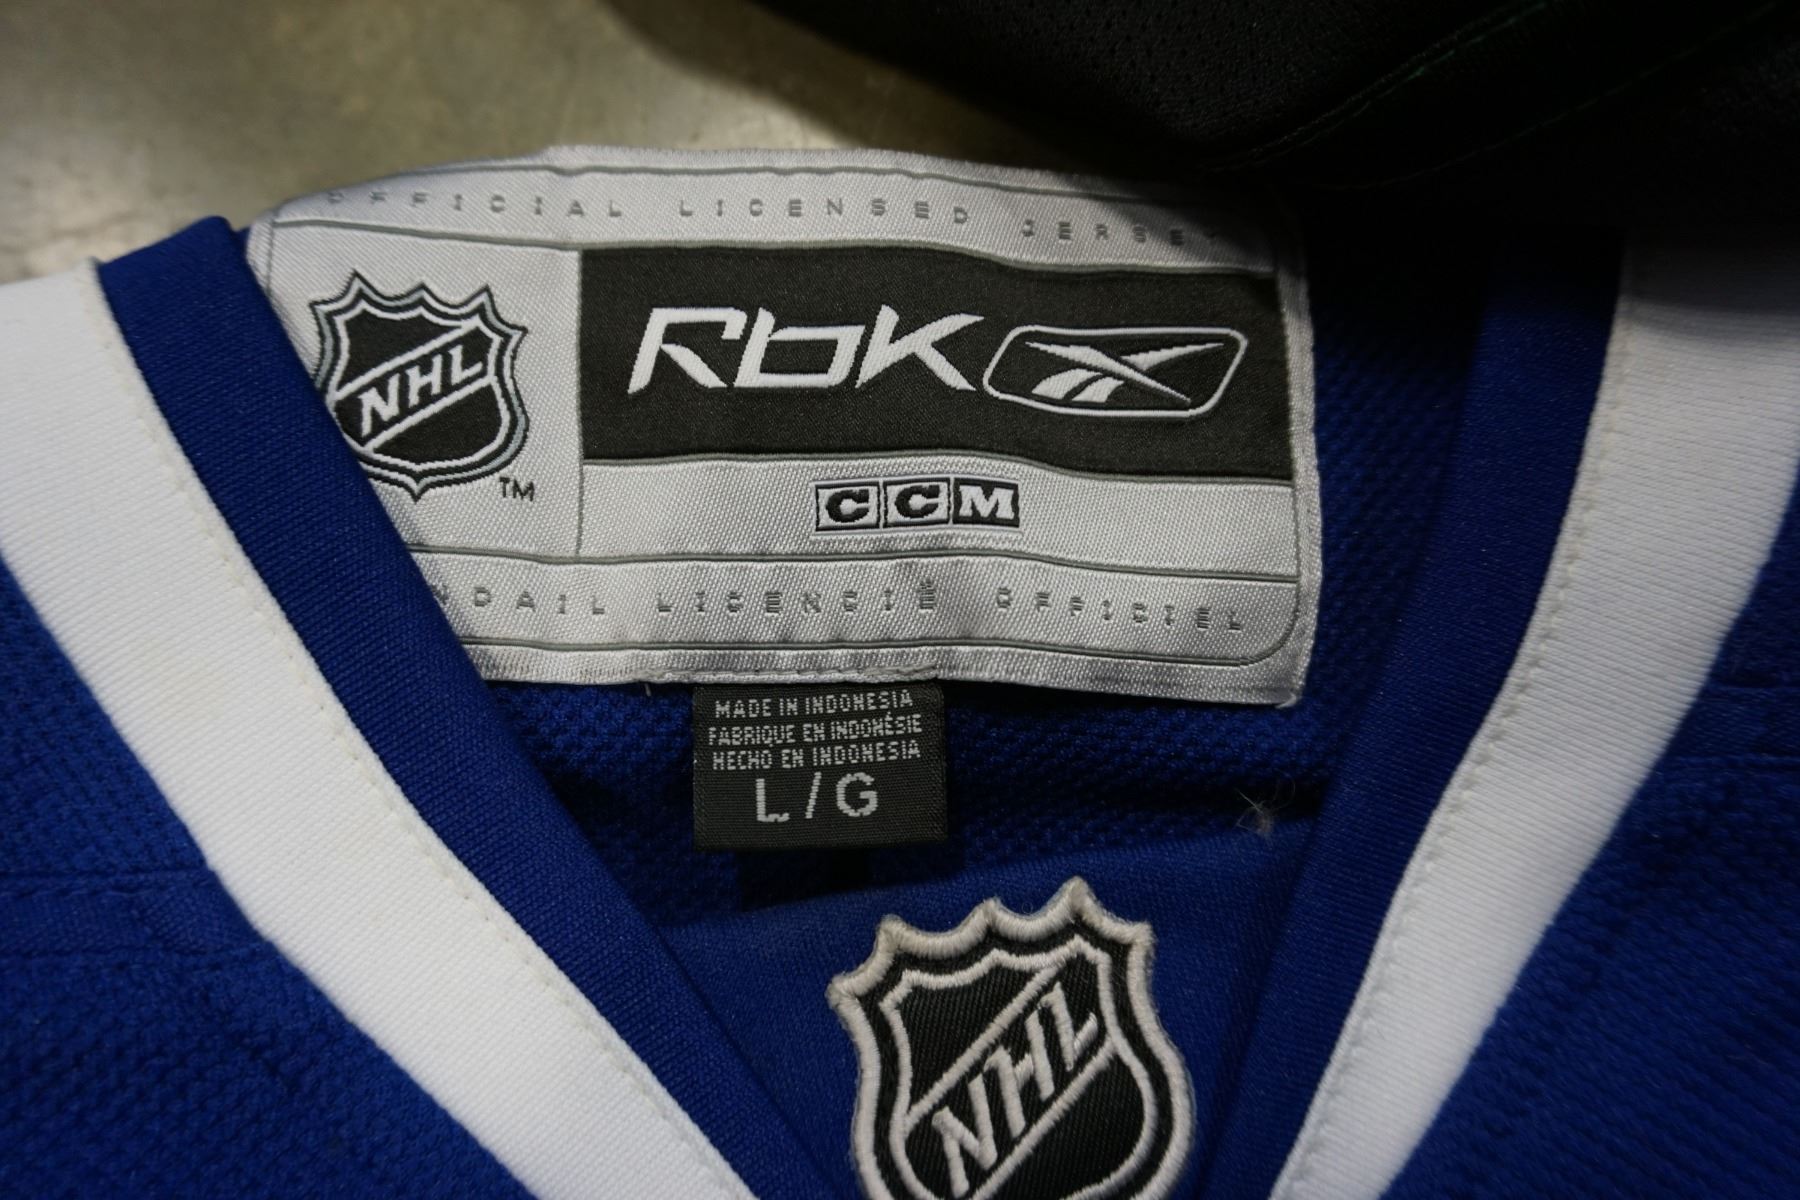 OFFICIAL LICENSED JERSEY
NHL
TM
RbK
CCM
LICENCIÉ OFFICIEL
MADE IN INDONESIA
FABRIQUE EN INDONÉSIE
HECHO EN INDONESIA
L/G
NHL